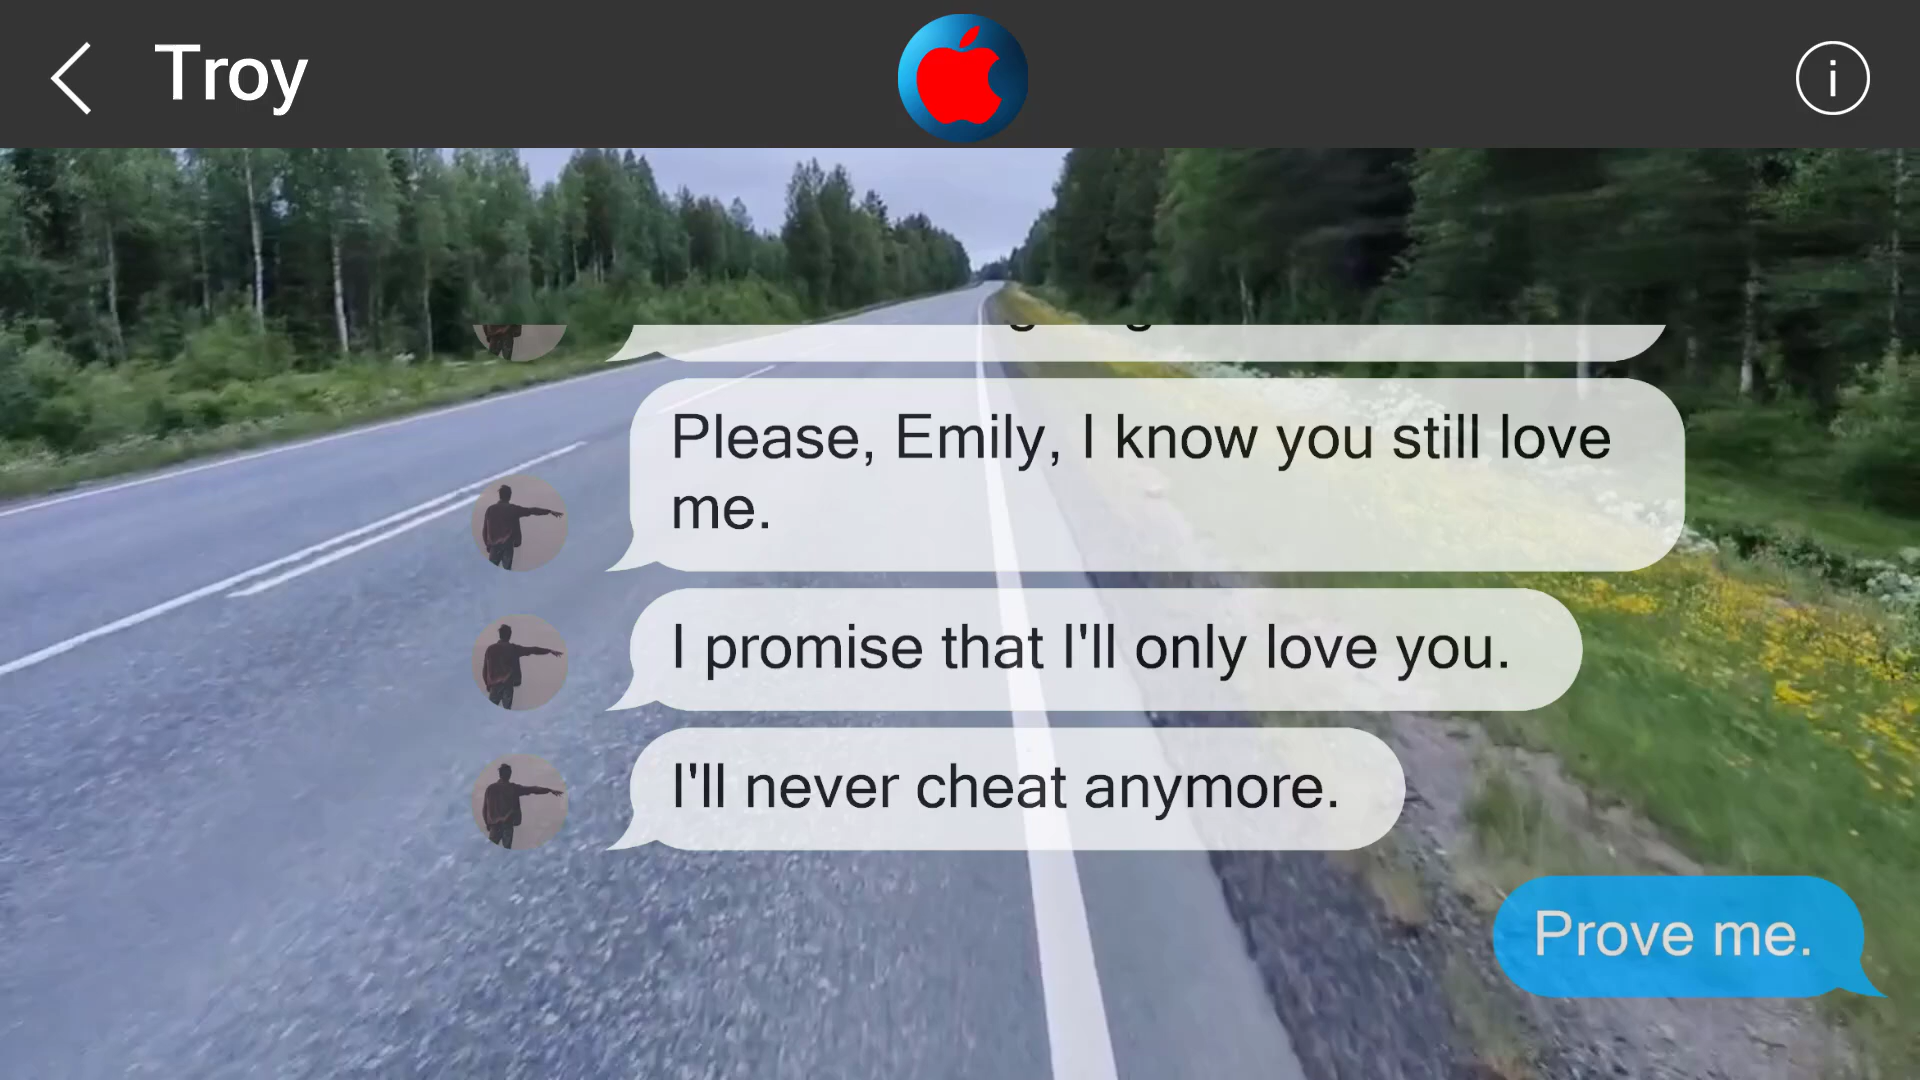 Troy
i
Please, Emily, I know you still love
me.
I promise that I'll only love you.
I'll never cheat anymore.
Prove me.